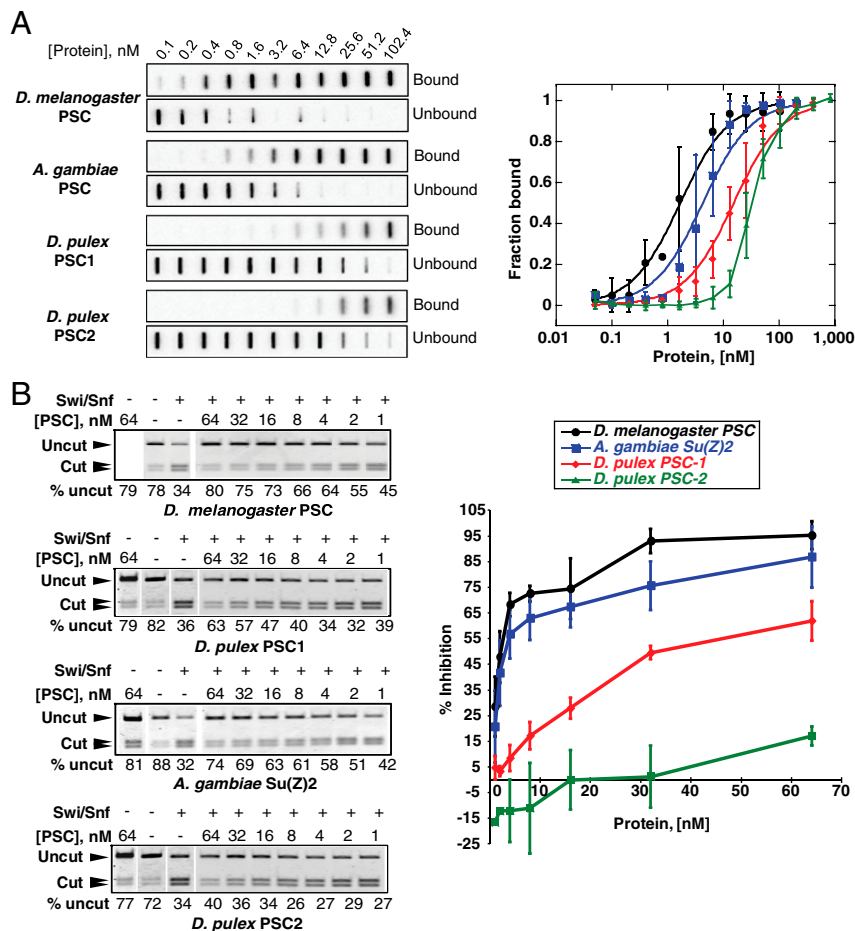 A
[Protein], nM 0.1 0.2 0.4 0.8 1.6 3.2 6.4 12.8 25.6 51.2 102.4
D. melanogaster PSC
Bound
Unbound
A. gambiae PSC
Bound
Unbound
D. pulex PSC1
Bound
Unbound
D. pulex PSC2
Bound
Unbound
Fraction bound
1
0.8
0.6
0.4
0.2
0
0.01 0.1 1 10 100 1,000
Protein, [nM]
B
Swi/Snf - - + + + + + + + +
[PSC], nM 64 - - 64 32 16 8 4 2 1
Uncut
Cut
% uncut 79 78 34 80 75 73 66 64 55 45
D. melanogaster PSC
Swi/Snf - - + + + + + + + +
[PSC], nM 64 - - 64 32 16 8 4 2 1
Uncut
Cut
% uncut 79 82 36 63 57 47 40 34 32 39
D. pulex PSC1
Swi/Snf - - + + + + + + + +
[PSC], nM 64 - - 64 32 16 8 4 2 1
Uncut
Cut
% uncut 81 88 32 74 69 63 61 58 51 42
A. gambiae Su(Z)2
Swi/Snf - - + + + + + + + +
[PSC], nM 64 - - 64 32 16 8 4 2 1
Uncut
Cut
% uncut 77 72 34 40 36 34 26 27 29 27
D. pulex PSC2
D. melanogaster PSC
A. gambiae Su(Z)2
D. pulex PSC-1
D. pulex PSC-2
% Inhibition
105
95
85
75
65
55
45
35
25
15
5
-5
-15
-25
10 20 30 40 50 60 70
Protein, [nM]